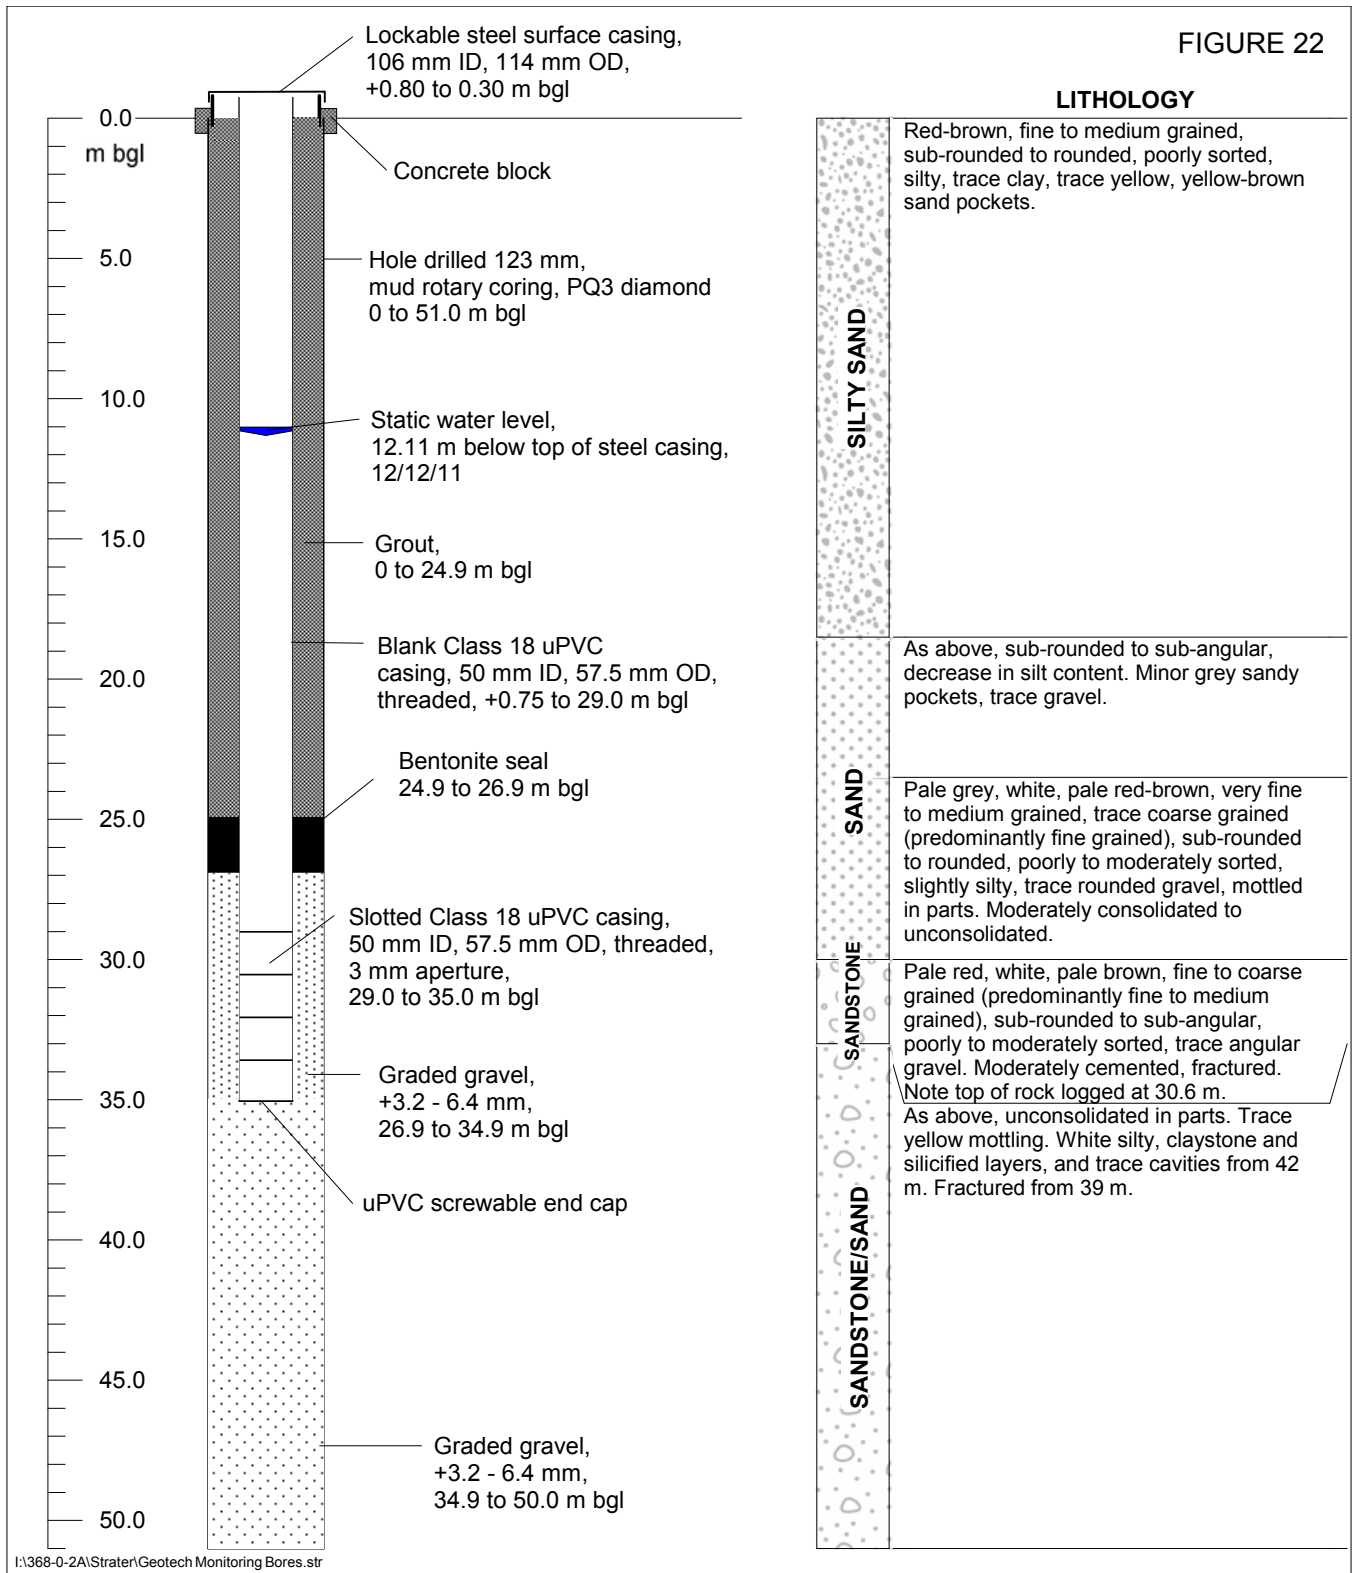 FIGURE 22
Lockable steel surface casing,
106 mm ID, 114 mm OD,
+0.80 to 0.30 m bgl
0.0
m bgl
Concrete block
5.0
Hole drilled 123 mm,
mud rotary coring, PQ3 diamond
0 to 51.0 m bgl
10.0
Static water level,
12.11 m below top of steel casing,
12/12/11
15.0
Grout,
0 to 24.9 m bgl
Blank Class 18 uPVC
casing, 50 mm ID, 57.5 mm OD,
threaded, +0.75 to 29.0 m bgl
20.0
Bentonite seal
24.9 to 26.9 m bgl
25.0
Slotted Class 18 uPVC casing,
50 mm ID, 57.5 mm OD, threaded,
3 mm aperture,
29.0 to 35.0 m bgl
30.0
Graded gravel,
+3.2 - 6.4 mm,
26.9 to 34.9 m bgl
35.0
uPVC screwable end cap
40.0
45.0
Graded gravel,
+3.2 - 6.4 mm,
34.9 to 50.0 m bgl
50.0
LITHOLOGY
SILTY SAND
Red-brown, fine to medium grained,
sub-rounded to rounded, poorly sorted,
silty, trace clay, trace yellow, yellow-brown
sand pockets.
SAND
As above, sub-rounded to sub-angular,
decrease in silt content. Minor grey sandy
pockets, trace gravel.
Pale grey, white, pale red-brown, very fine
to medium grained, trace coarse grained
(predominantly fine grained), sub-rounded
to rounded, poorly to moderately sorted,
slightly silty, trace rounded gravel, mottled
in parts. Moderately consolidated to
unconsolidated.
SANDSTONE
Pale red, white, pale brown, fine to coarse
grained (predominantly fine to medium
grained), sub-rounded to sub-angular,
poorly to moderately sorted, trace angular
gravel. Moderately cemented, fractured.
Note top of rock logged at 30.6 m.
SANDSTONE/SAND
As above, unconsolidated in parts. Trace
yellow mottling. White silty, claystone and
silicified layers, and trace cavities from 42
m. Fractured from 39 m.
I:\368-0-2A\Strater\Geotech Monitoring Bores.str